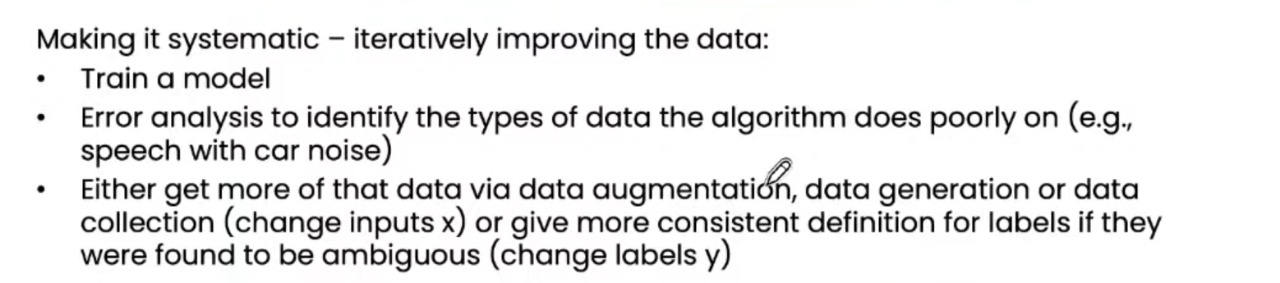 Making it systematic – iteratively improving the data:
• Train a model
• Error analysis to identify the types of data the algorithm does poorly on (e.g.,
speech with car noise)
• Either get more of that data via data augmentation, data generation or data
collection (change inputs x) or give more consistent definition for labels if they
were found to be ambiguous (change labels y)